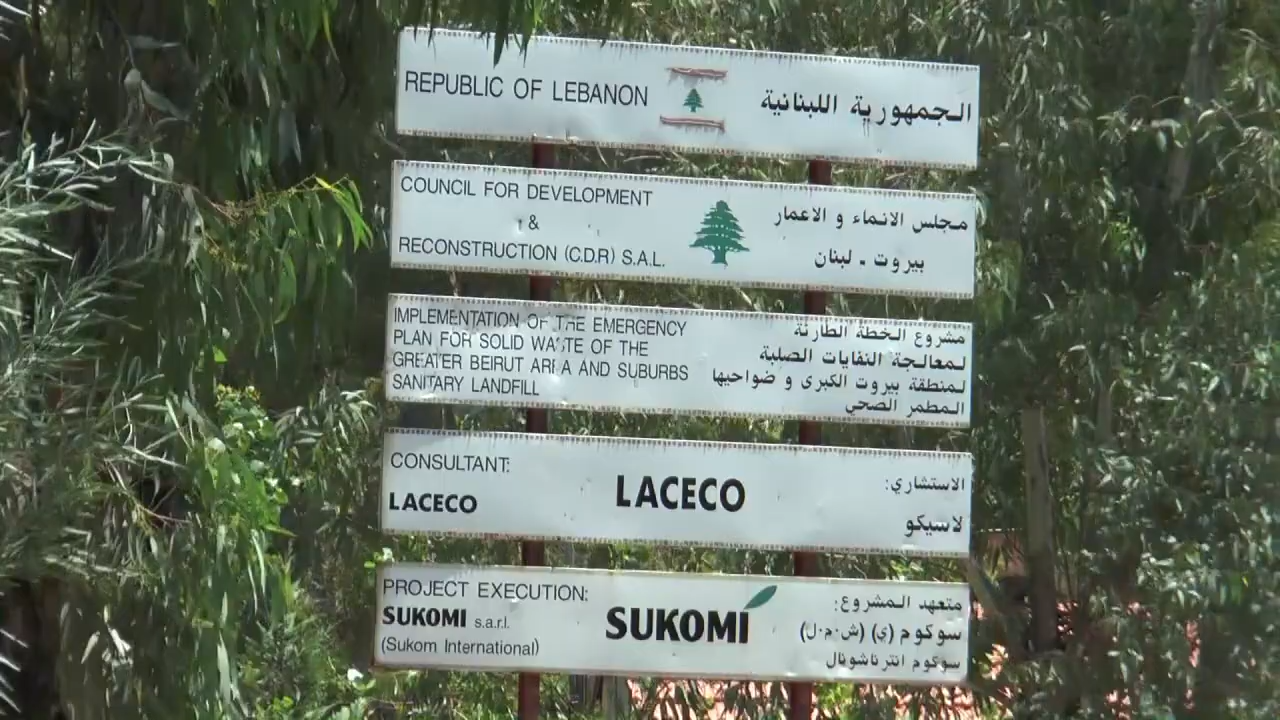 REPUBLIC OF LEBANON
الجمهورية اللبنانية
COUNCIL FOR DEVELOPMENT
&
RECONSTRUCTION (C.D.R) S.A.L.
مجلس الانماء و الاعمار
بيروت - لبنان
IMPLEMENTATION OF THE EMERGENCY
PLAN FOR SOLID WASTE OF THE
GREATER BEIRUT AREA AND SUBURBS
SANITARY LANDFILL
مشروع الخطة الطارئة
لمعالجة النفايات الصلبة
لمنطقة بيروت الكبرى و ضواحيها
المطمر الصحي
CONSULTANT:
LACECO
LACECO
الاستشاري:
لاسيكو
PROJECT EXECUTION:
SUKOMI s.a.r.l.
(Sukom International)
SUKOMI
متعهد المشروع:
سوكوم (ي) (ش.م.ل)
سوكوم انترناشونال